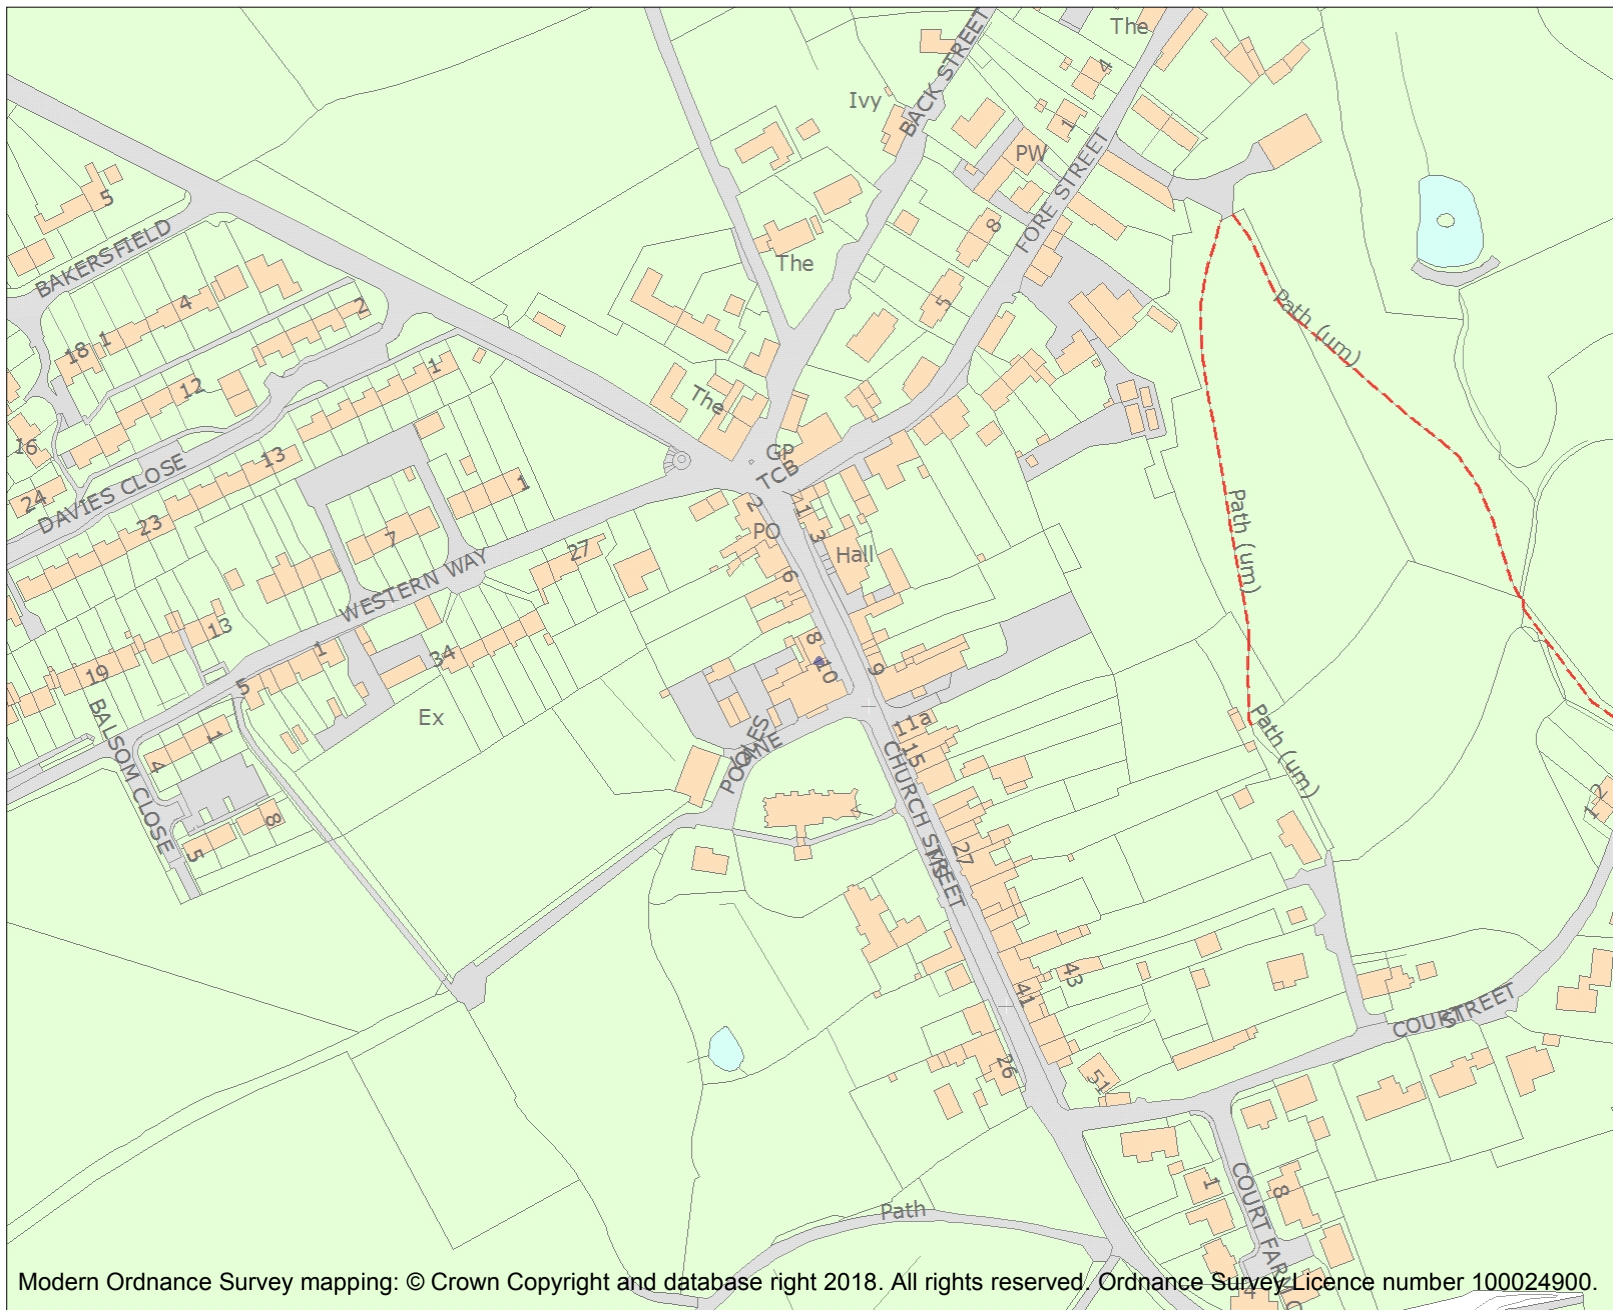 The
BACK STREET
4
Ivy
1
PW
FORE STREET
5
BAKERSFIELD
8
The
4
2
5
Path (um)
18
1
1
12
The
16
GP
TCB
13
24
DAVIES CLOSE
1
2
1
23
PO
3
7
27
Hall
Path (um)
WESTERN WAY
6
13
8
1
34
10
9
19
5
Ex
11a
Path (um)
BALSOM CLOSE
1
POOLES
LANE
15
CHURCH STREET
4
2
1
8
5
27
43
41
COURT STREET
26
51
1
8
COURT FARM C
Path
4
Modern Ordnance Survey mapping: © Crown Copyright and database right 2018. All rights reserved. Ordnance Survey Licence number 100024900.